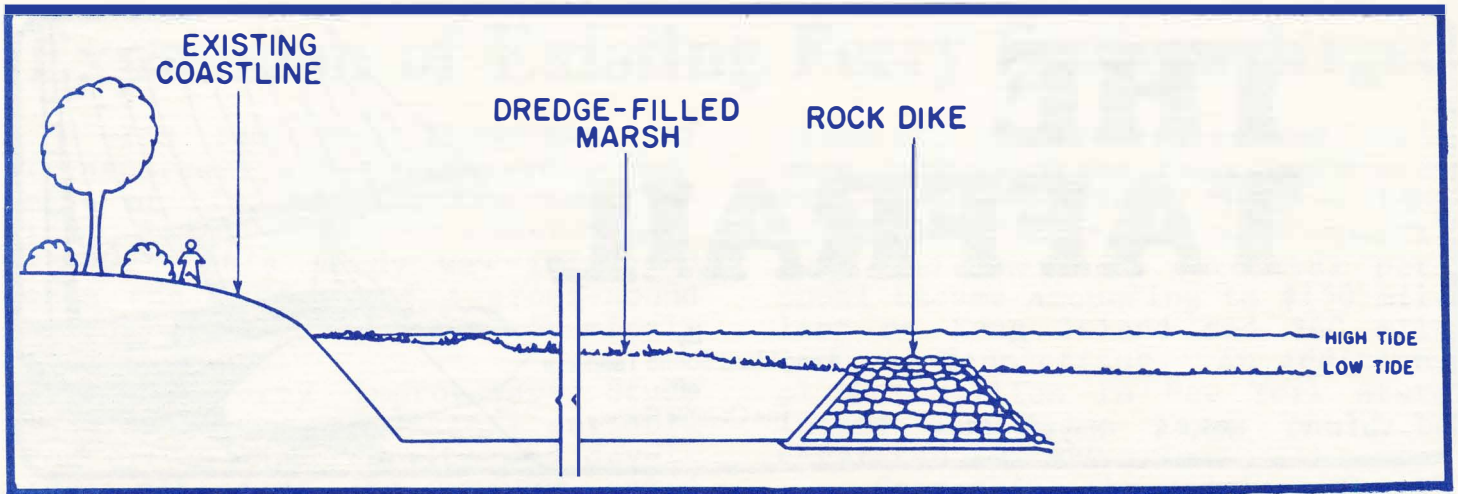 EXISTING
COASTLINE
DREDGE-FILLED
MARSH
ROCK DIKE
HIGH TIDE
LOW TIDE